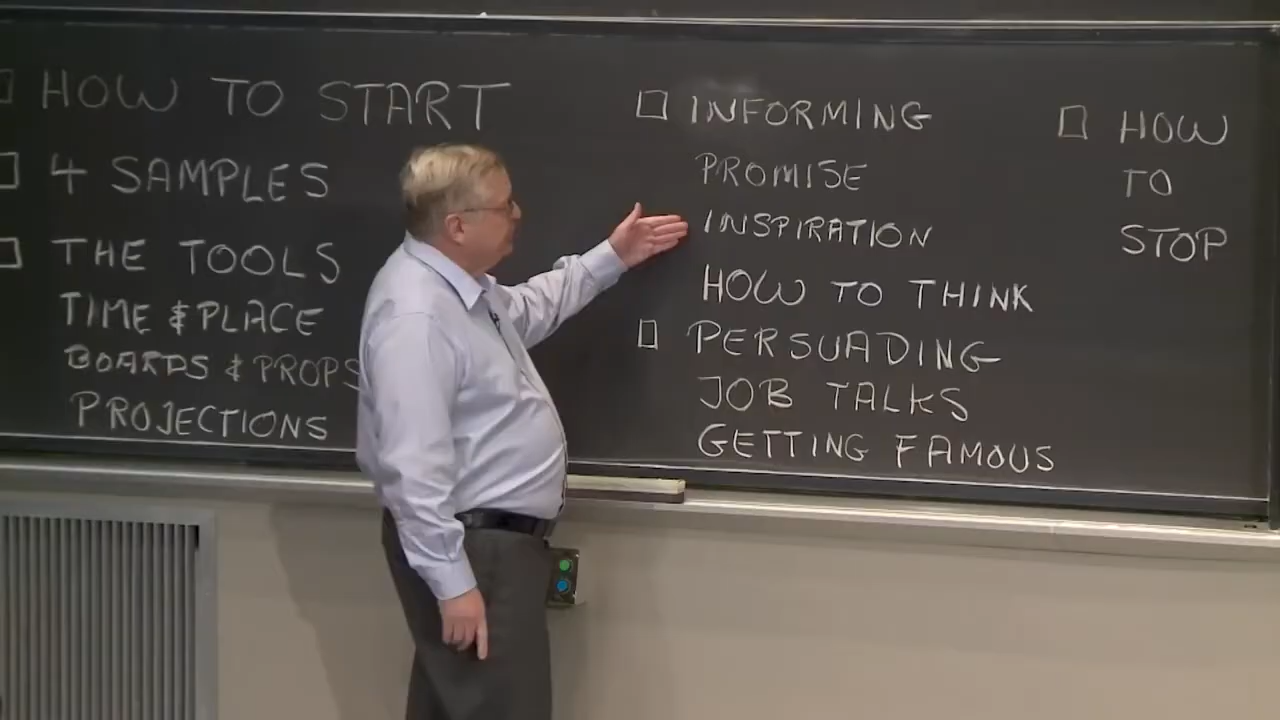 HOW TO START
4 SAMPLES
THE TOOLS
TIME & PLACE
BOARDS & PROPS
PROJECTIONS
INFORMING
PROMISE
INSPIRATION
HOW TO THINK
PERSUADING
JOB TALKS
GETTING FAMOUS
HOW
TO
STOP